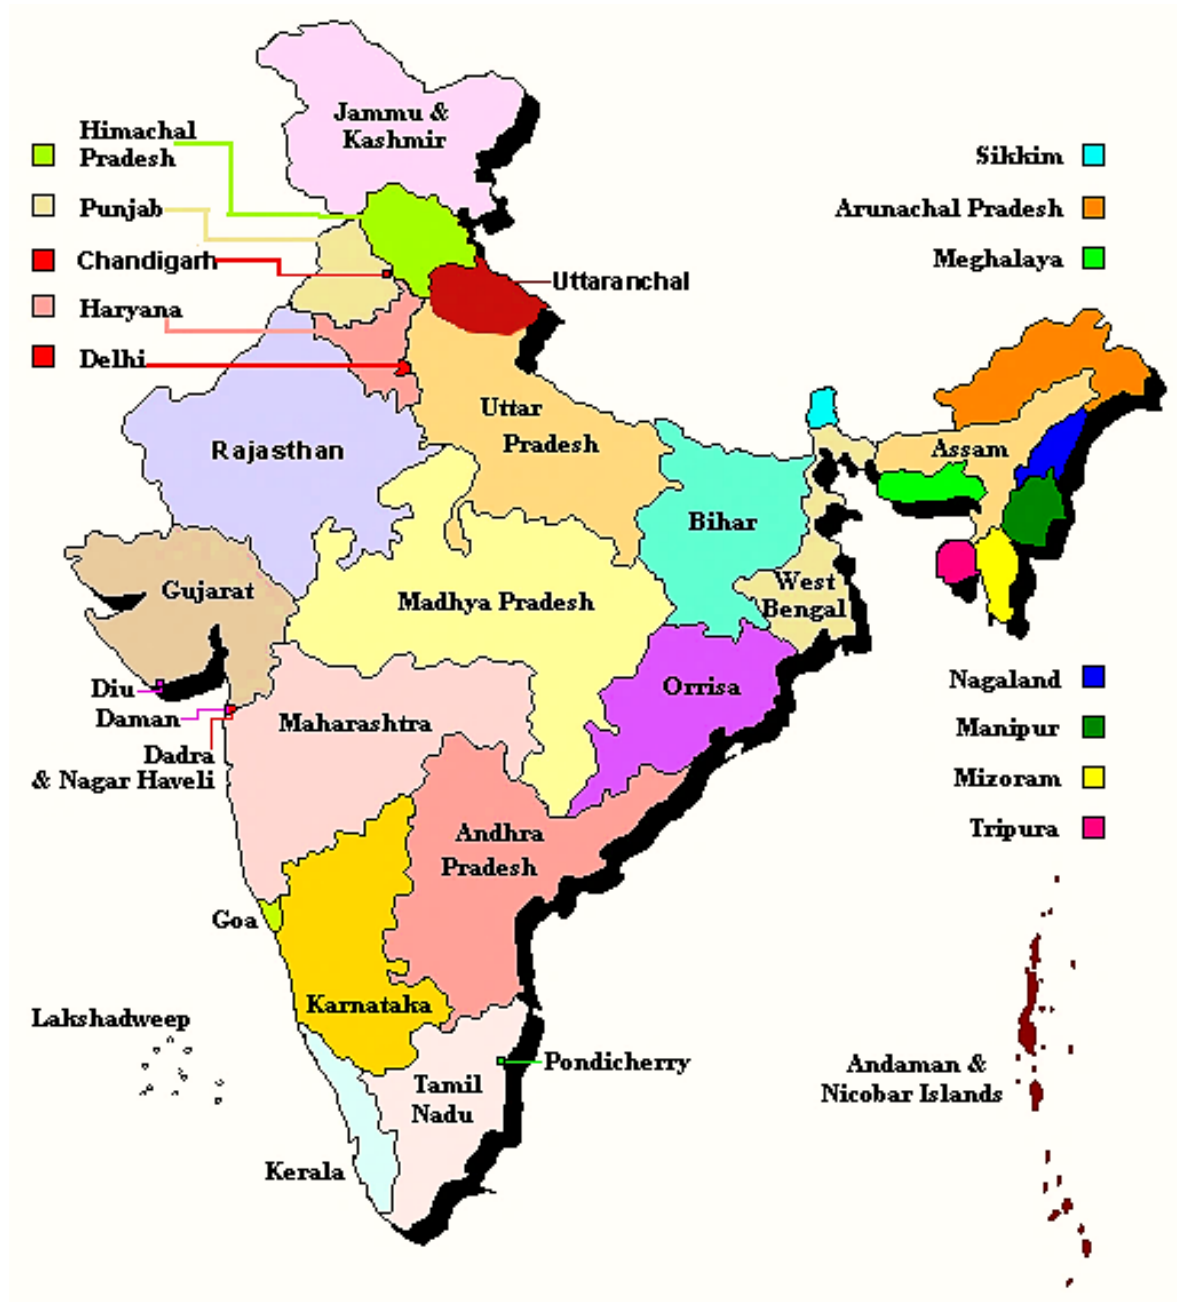 Jammu &
Kashmir
Himachal
Pradesh
Punjab
Chandigarh
Haryana
Delhi
Sikkim
Arunachal Pradesh
Meghalaya
Uttaranchal
Uttar
Pradesh
Rajasthan
Assam
Bihar
Gujarat
Madhya Pradesh
West
Bengal
Diu
Daman
Dadra
& Nagar Haveli
Maharashtra
Orrisa
Nagaland
Manipur
Mizoram
Tripura
Andhra
Pradesh
Goa
Karnataka
Lakshadweep
Pondicherry
Tamil
Nadu
Kerala
Andaman &
Nicobar Islands